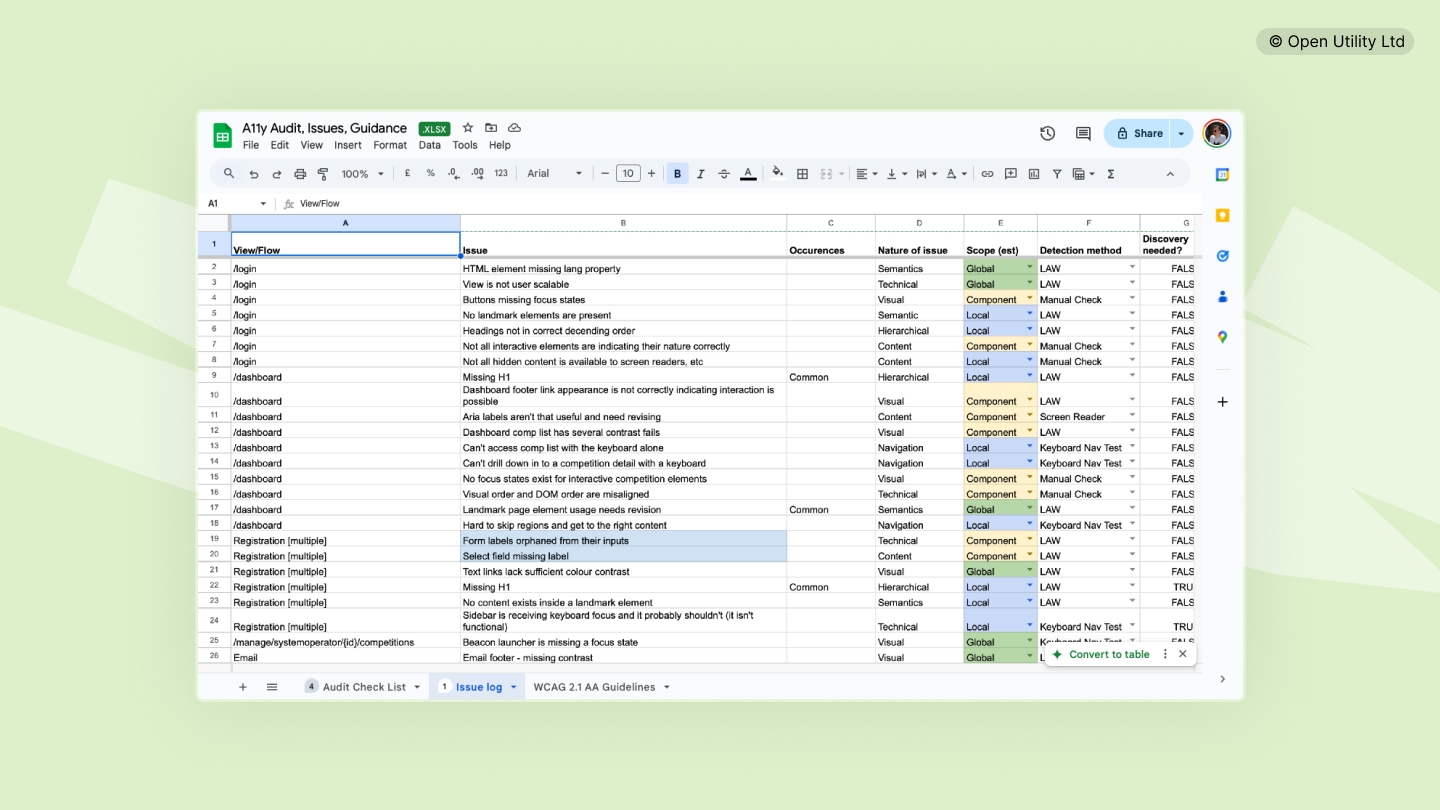 © Open Utility Ltd
A11y Audit, Issues, Guidance .XLSX
File Edit View Insert Format Data Tools Help
Share
100% £ % .0 .00 123 Arial 10 B I A Σ
A1 fx View/Flow
A B C D E F G
1 View/Flow Issue Occurences Nature of issue Scope (est) Detection method Discovery needed?
2 /login HTML element missing lang property Semantics Global LAW FALS
3 /login View is not user scalable Technical Global LAW FALS
4 /login Buttons missing focus states Visual Component Manual Check FALS
5 /login No landmark elements are present Semantic Local LAW FALS
6 /login Headings not in correct decending order Hierarchical Local LAW FALS
7 /login Not all interactive elements are indicating their nature correctly Content Component Manual Check FALS
8 /login Not all hidden content is available to screen readers, etc Content Local Manual Check FALS
9 /dashboard Missing H1 Common Hierarchical Local LAW FALS
10 /dashboard Dashboard footer link appearance is not correctly indicating interaction is possible Visual Component LAW FALS
11 /dashboard Aria labels aren't that useful and need revising Content Component Screen Reader FALS
12 /dashboard Dashboard comp list has several contrast fails Visual Component LAW FALS
13 /dashboard Can't access comp list with the keyboard alone Navigation Local Keyboard Nav Test FALS
14 /dashboard Can't drill down in to a competition detail with a keyboard Navigation Local Keyboard Nav Test FALS
15 /dashboard No focus states exist for interactive competition elements Visual Component Manual Check FALS
16 /dashboard Visual order and DOM order are misaligned Technical Component Manual Check FALS
17 /dashboard Landmark page element usage needs revision Common Semantics Global LAW FALS
18 /dashboard Hard to skip regions and get to the right content Navigation Local Keyboard Nav Test FALS
19 Registration [multiple] Form labels orphaned from their inputs Technical Component LAW FALS
20 Registration [multiple] Select field missing label Content Component LAW FALS
21 Registration [multiple] Text links lack sufficient colour contrast Visual Global LAW FALS
22 Registration [multiple] Missing H1 Common Hierarchical Local LAW TRU
23 Registration [multiple] No content exists inside a landmark element Semantics Local LAW FALS
24 Registration [multiple] Sidebar is receiving keyboard focus and it probably shouldn't (it isn't functional) Technical Local Keyboard Nav Test TRU
25 /manage/systemoperator/{id}/competitions Beacon launcher is missing a focus state Visual Global
26 Email Email footer - missing contrast Visual Global
Convert to table
4 Audit Check List 1 Issue log WCAG 2.1 AA Guidelines